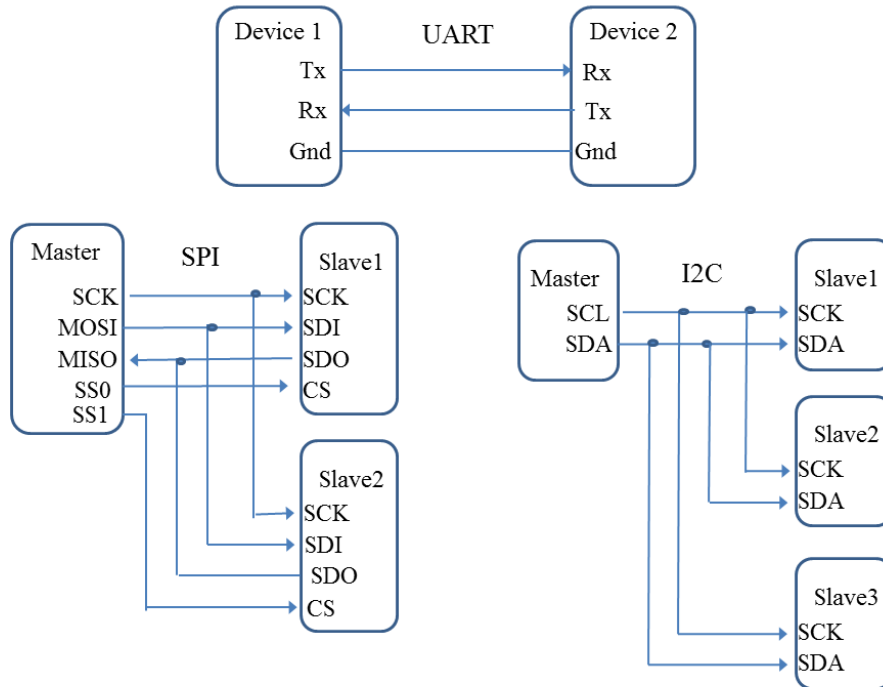 Device 1
UART
Device 2
Tx
Rx
Rx
Tx
Gnd
Gnd
Master
SPI
Slave1
SCK
SCK
MOSI
SDI
MISO
SDO
SS0
CS
SS1
Slave2
SCK
SDI
SDO
CS
Master
I2C
Slave1
SCL
SCK
SDA
SDA
Slave2
SCK
SDA
Slave3
SCK
SDA